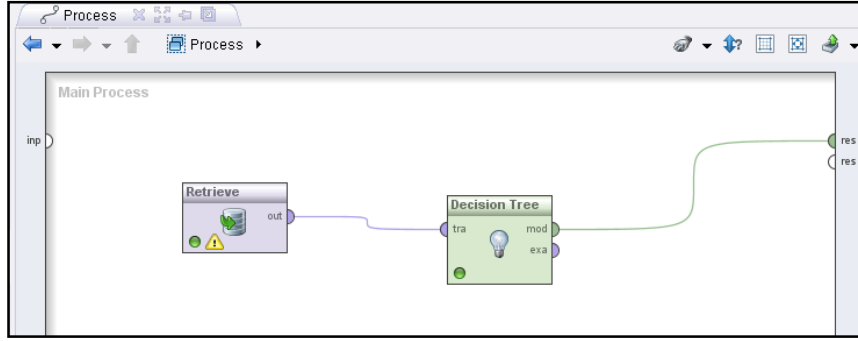 Process
Process
Main Process
inp
res
res
Retrieve
out
Decision Tree
tra
mod
exa